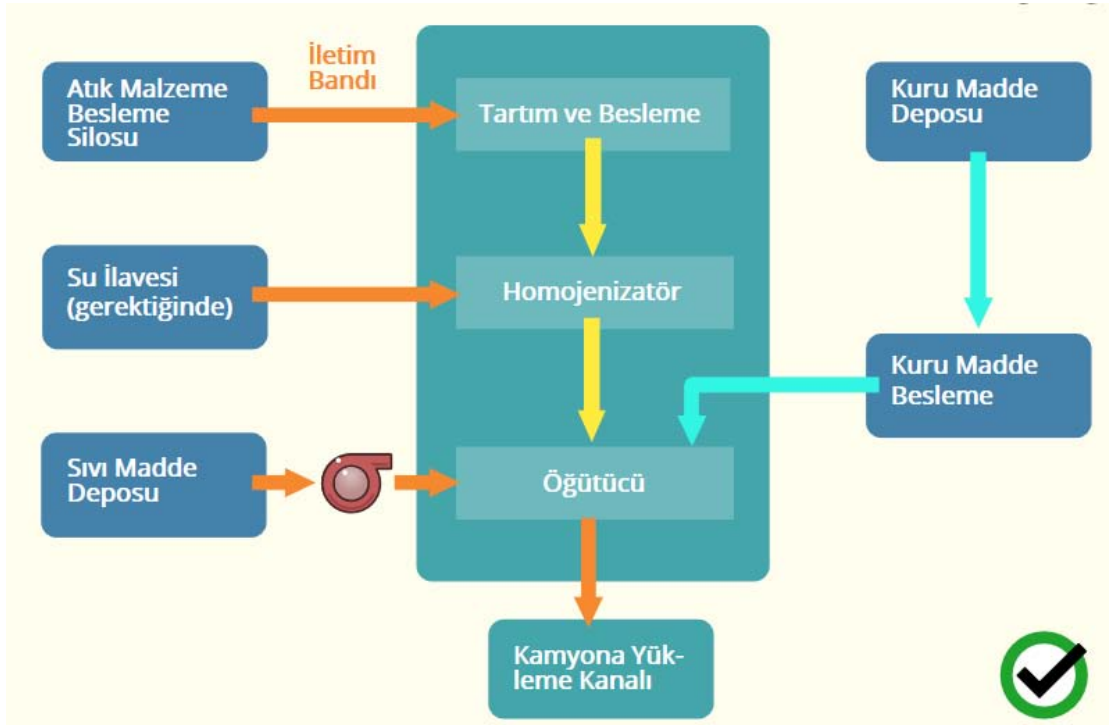 İletim
Bandı
Atık Malzeme
Besleme
Silosu
Tartım ve Besleme
Kuru Madde
Deposu
Su İlavesi
(gerektiğinde)
Homojenizatör
Kuru Madde
Besleme
Sıvı Madde
Deposu
Öğütücü
Kamyona Yük-
leme Kanalı